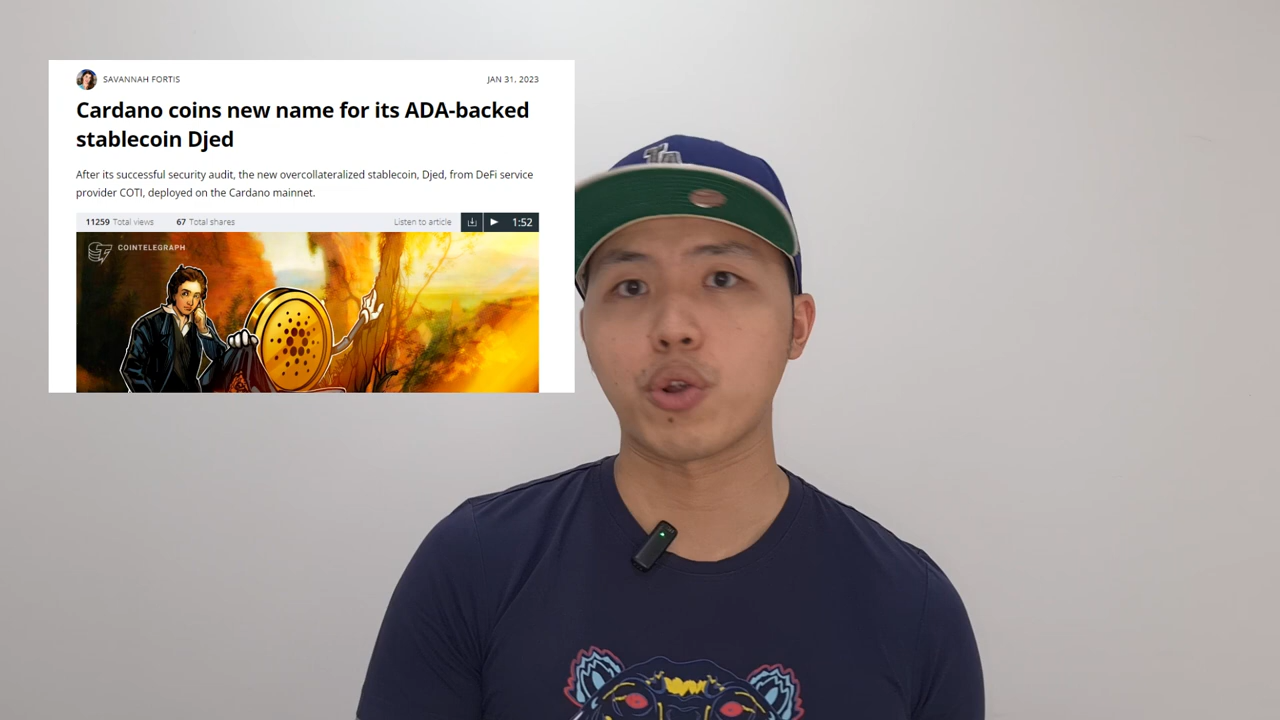 SAVANNAH FORTIS
JAN 31, 2023
Cardano coins new name for its ADA-backed
stablecoin Djed
After its successful security audit, the new overcollateralized stablecoin, Djed, from DeFi service
provider COTI, deployed on the Cardano mainnet.
11259 Total views 67 Total shares Listen to article 1:52
COINTELEGRAPH
LA